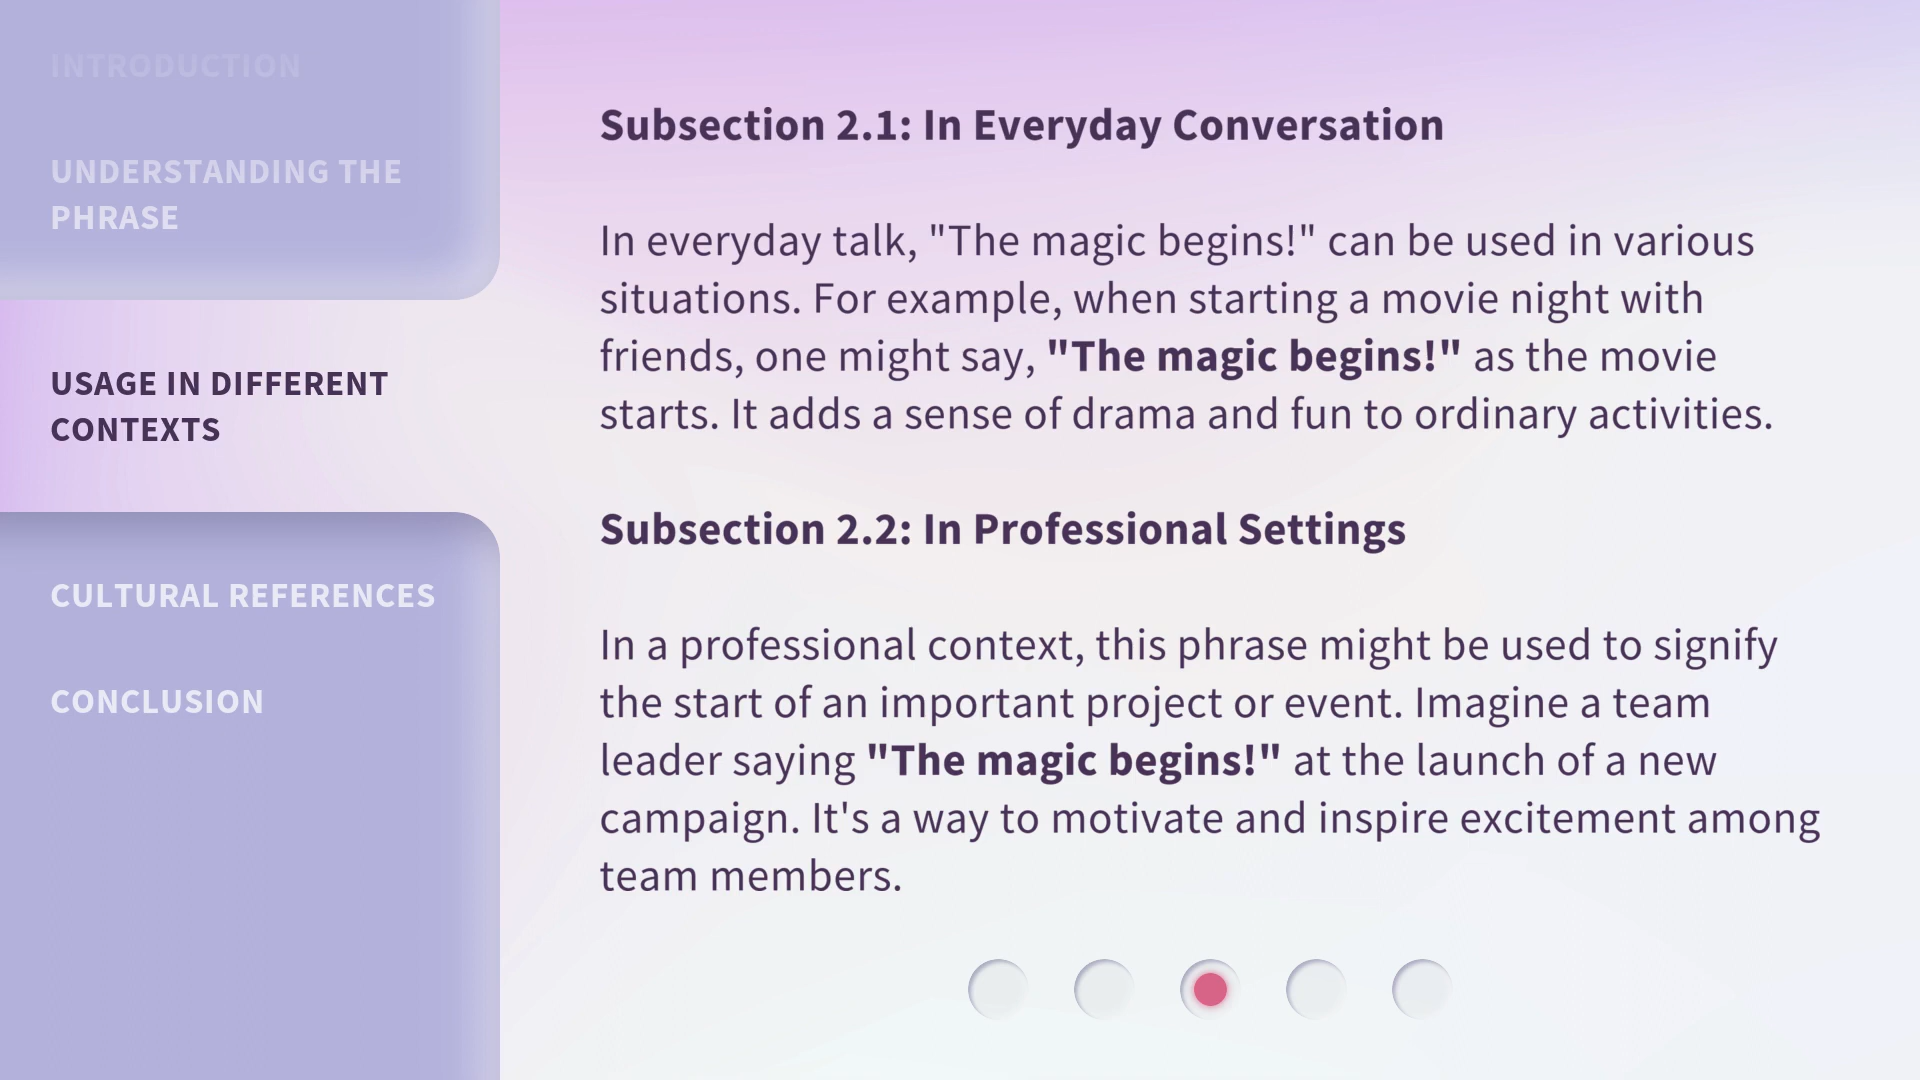 INTRODUCTION
UNDERSTANDING THE
PHRASE
USAGE IN DIFFERENT
CONTEXTS
CULTURAL REFERENCES
CONCLUSION
Subsection 2.1: In Everyday Conversation
In everyday talk, "The magic begins!" can be used in various
situations. For example, when starting a movie night with
friends, one might say, "The magic begins!" as the movie
starts. It adds a sense of drama and fun to ordinary activities.
Subsection 2.2: In Professional Settings
In a professional context, this phrase might be used to signify
the start of an important project or event. Imagine a team
leader saying "The magic begins!" at the launch of a new
campaign. It's a way to motivate and inspire excitement among
team members.